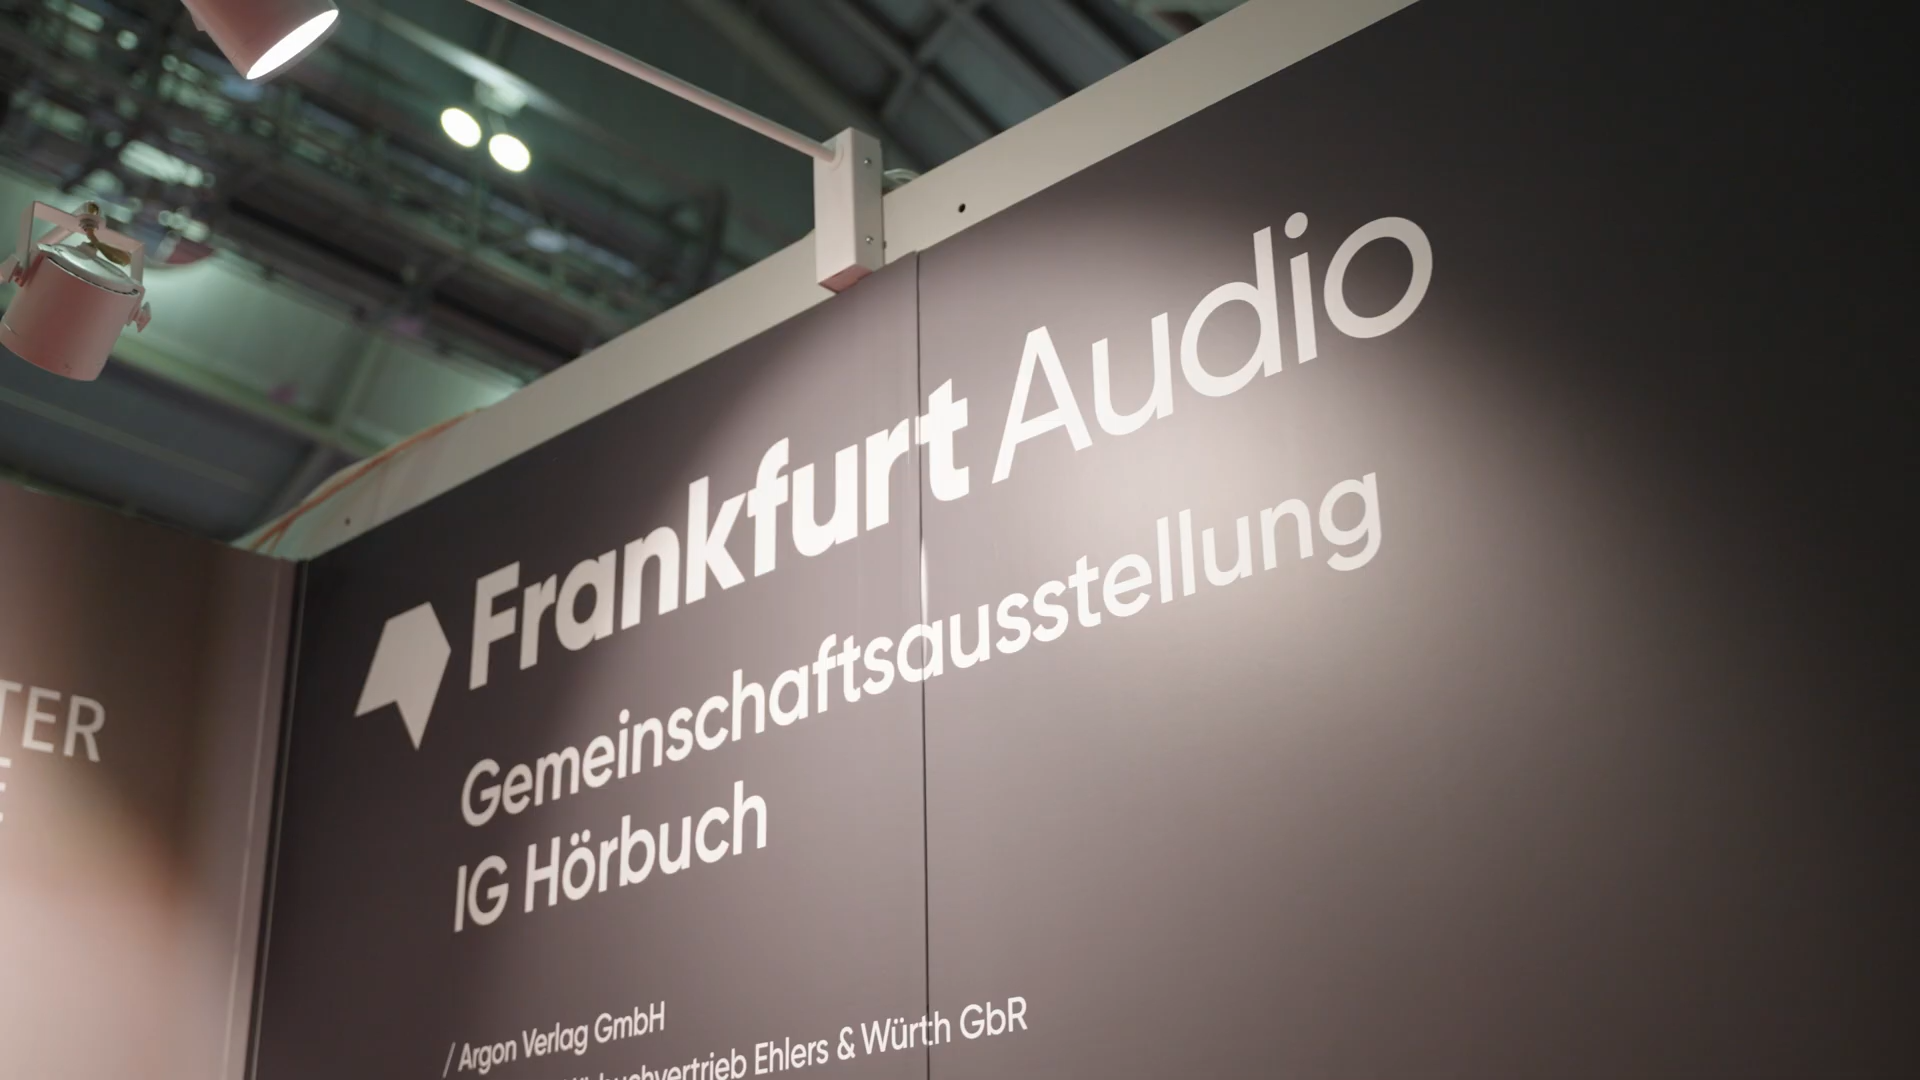 Frankfurt Audio
Gemeinschaftsausstellung
IG Hörbuch
/ Argon Verlag GmbH
Ehlers & Würth GbR
TER